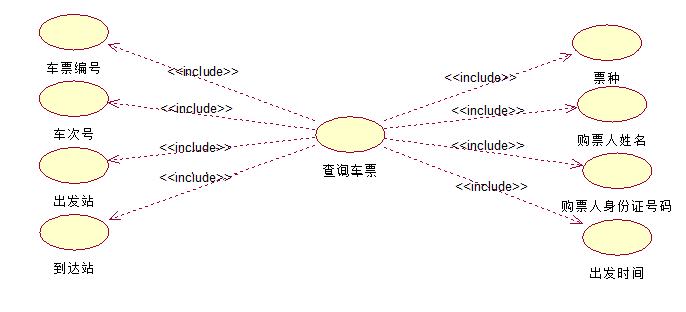 车票编号
<<include>>
车次号
<<include>>
出发站
<<include>>
到达站
<<include>>
查询车票
<<include>>
票种
<<include>>
购票人姓名
<<include>>
购票人身份证号码
<<include>>
出发时间